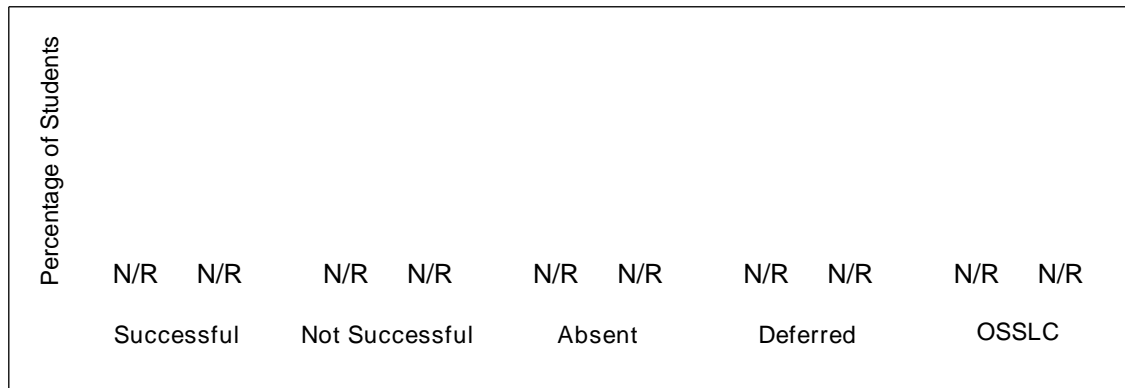 Percentage of Students
N/R N/R N/R N/R N/R N/R N/R N/R N/R N/R
Successful Not Successful Absent Deferred OSSLC